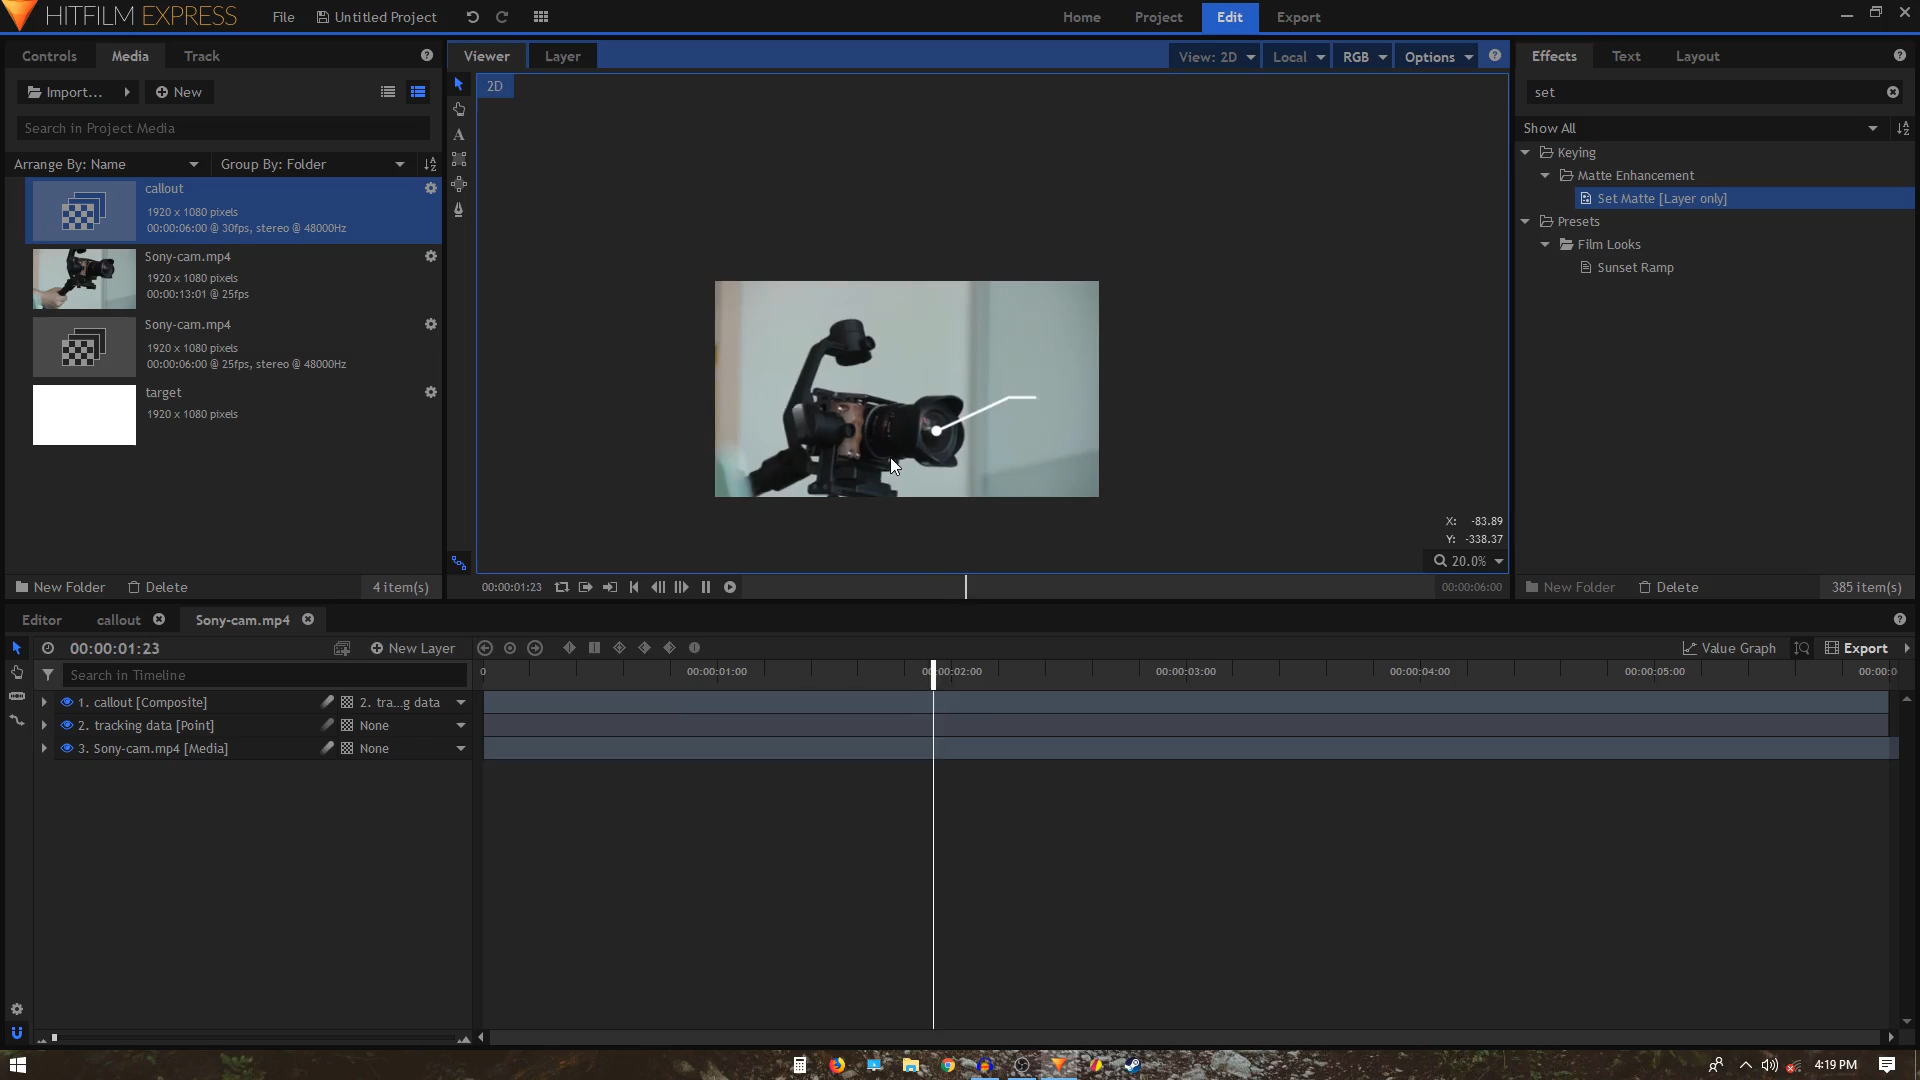 HITFILM EXPRESS
File
Untitled Project
Home
Project
Edit
Export
Controls
Media
Track
Import...
New
Search in Project Media
Arrange By: Name
Group By: Folder
callout
1920 x 1080 pixels
00:00:06:00 @ 30fps, stereo @ 48000Hz
Sony-cam.mp4
1920 x 1080 pixels
00:00:13:01 @ 25fps
Sony-cam.mp4
1920 x 1080 pixels
00:00:06:00 @ 25fps, stereo @ 48000Hz
target
1920 x 1080 pixels
New Folder
Delete
4 item(s)
Viewer
Layer
View: 2D
Local
RGB
Options
2D
X: -83.89
Y: -338.37
20.0%
00:00:01:23
00:00:06:00
Effects
Text
Layout
set
Show All
Keying
Matte Enhancement
Set Matte [Layer only]
Presets
Film Looks
Sunset Ramp
New Folder
Delete
385 item(s)
Editor
callout
Sony-cam.mp4
00:00:01:23
New Layer
Value Graph
Export
Search in Timeline
0
00:00:01:00
00:00:02:00
00:00:03:00
00:00:04:00
00:00:05:00
00:00:0
1. callout [Composite]
2. tra...g data
2. tracking data [Point]
None
3. Sony-cam.mp4 [Media]
None
4:19 PM